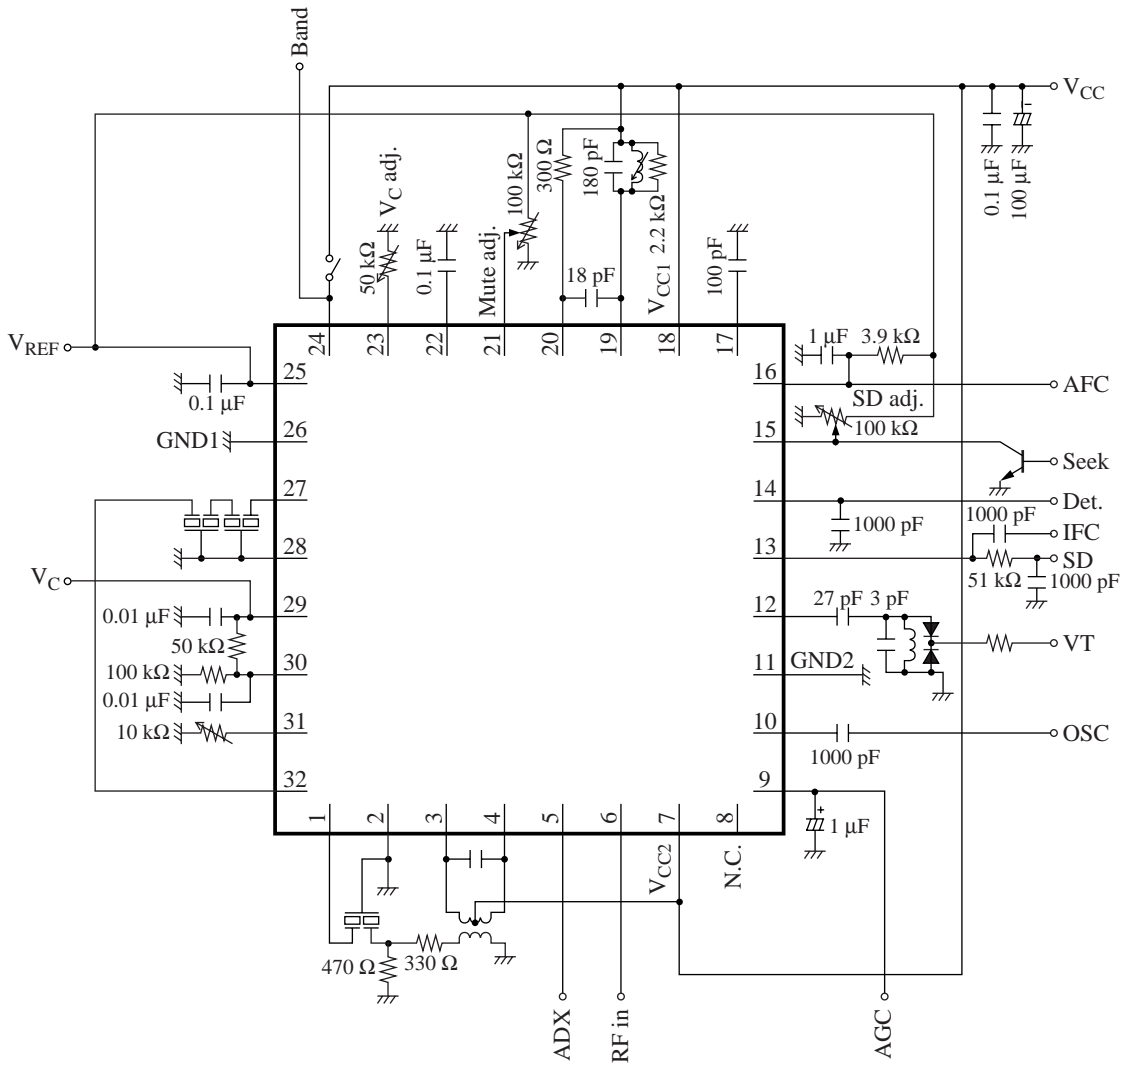 Band
V_CC
0.1 µF
100 µF
V_C adj.
50 kΩ
0.1 µF
Mute adj.
100 kΩ
300 Ω
180 pF
2.2 kΩ
18 pF
V_CC1
100 pF
V_REF
24
23
22
21
20
19
18
17
1 µF
3.9 kΩ
25
16
AFC
0.1 µF
SD adj.
100 kΩ
GND1
26
15
Seek
27
14
Det.
1000 pF
1000 pF
IFC
28
13
SD
51 kΩ
1000 pF
V_C
0.01 µF
29
12
27 pF
3 pF
50 kΩ
VT
100 kΩ
30
11
GND2
0.01 µF
10 kΩ
31
10
OSC
1000 pF
32
9
1
2
3
4
5
6
7
8
+
1 µF
V_CC2
N.C.
470 Ω
330 Ω
ADX
RF in
AGC